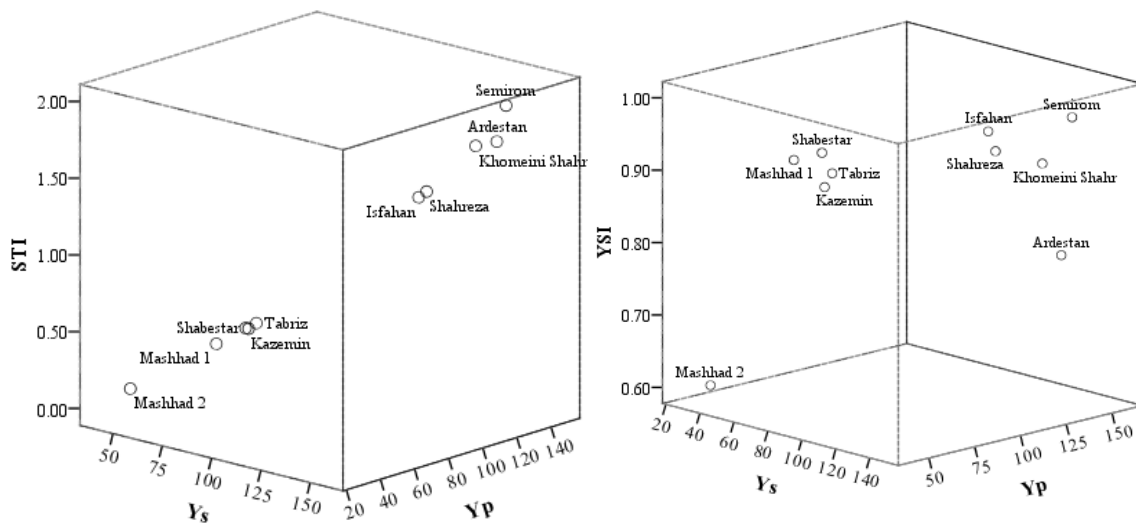 Semirom
2.00
Ardestan
Khomeini Shahr
1.50
Isfahan
Shahreza
STI
1.00
0.50
Shabestar
Tabriz
Kazemin
Mashhad 1
0.00
Mashhad 2
50
75
100
125
150
Ys
20
40
60
80
100
120
140
Yp
1.00
Semirom
Isfahan
Shabestar
0.90
Mashhad 1
Tabriz
Shahreza
Khomeini Shahr
Kazemin
YSI
0.80
Ardestan
0.70
Mashhad 2
0.60
20
40
60
80
100
120
140
Ys
50
75
100
125
150
Yp